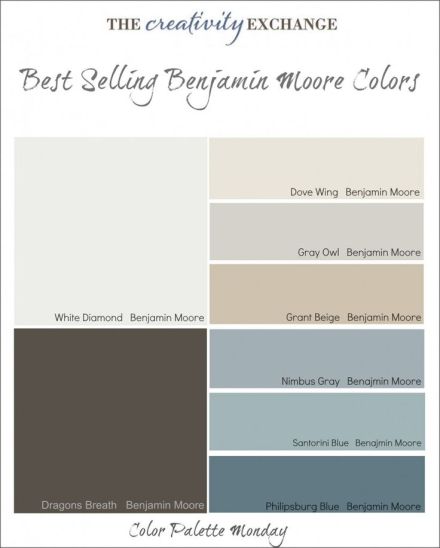 THE creativity EXCHANGE
Best Selling Benjamin Moore Colors
White Diamond Benjamin Moore
Dragons Breath Benjamin Moore
Dove Wing Benjamin Moore
Gray Owl Benjamin Moore
Grant Beige Benjamin Moore
Nimbus Gray Benajmin Moore
Santorini Blue Benajmin Moore
Philipsburg Blue Benjamin Moore
Color Palette Monday